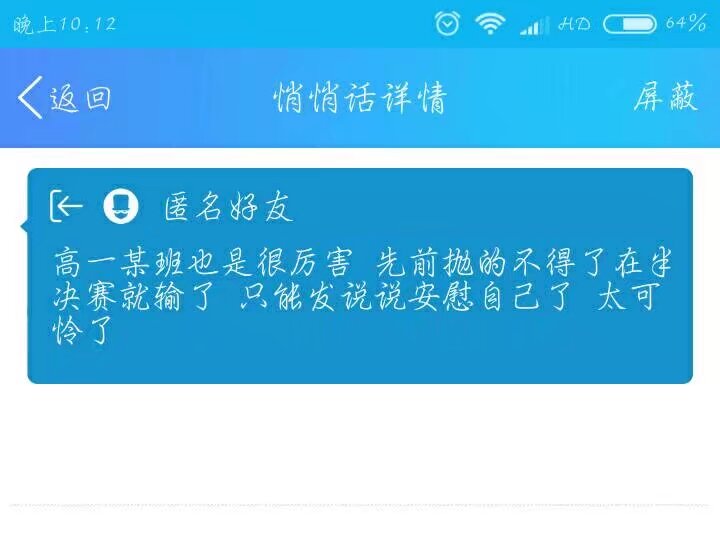 晚上10:12 HD 64%
返回 悄悄话详情 屏蔽
匿名好友
高一某班也是很厉害 先前抛的不得了在半
决赛就输了 只能发说说安慰自己了 太可
怜了